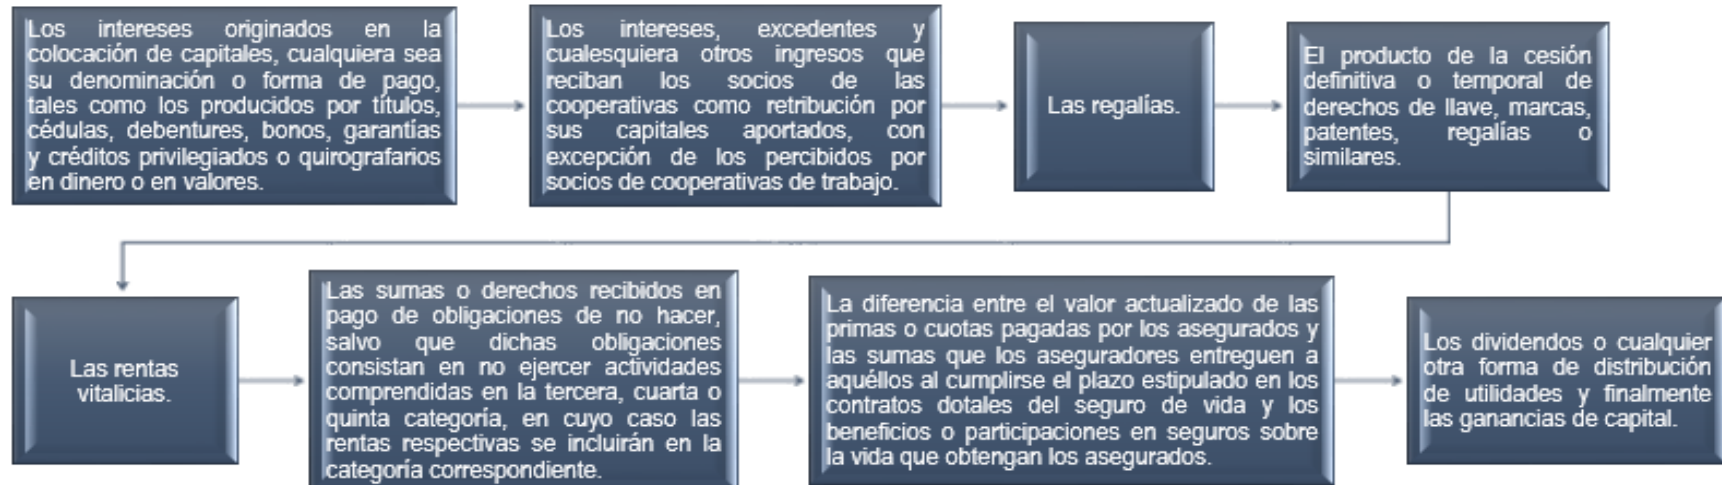 Los intereses originados en la
colocación de capitales, cualquiera sea
su denominación o forma de pago,
tales como los producidos por títulos,
cédulas, debentures, bonos, garantías
y créditos privilegiados o quirografarios
en dinero o en valores.
Los intereses, excedentes y
cualesquiera otros ingresos que
reciban los socios de las
cooperativas como retribución por
sus capitales aportados, con
excepción de los percibidos por
socios de cooperativas de trabajo.
Las regalías.
El producto de la cesión
definitiva o temporal de
derechos de llave, marcas,
patentes, regalías o
similares.
Las rentas
vitalicias.
Las sumas o derechos recibidos en
pago de obligaciones de no hacer,
salvo que dichas obligaciones
consistan en no ejercer actividades
comprendidas en la tercera, cuarta o
quinta categoría, en cuyo caso las
rentas respectivas se incluirán en la
categoría correspondiente.
La diferencia entre el valor actualizado de las
primas o cuotas pagadas por los asegurados y
las sumas que los aseguradores entreguen a
aquéllos al cumplirse el plazo estipulado en los
contratos dotales del seguro de vida y los
beneficios o participaciones en seguros sobre
la vida que obtengan los asegurados.
Los dividendos o cualquier
otra forma de distribución
de utilidades y finalmente
las ganancias de capital.